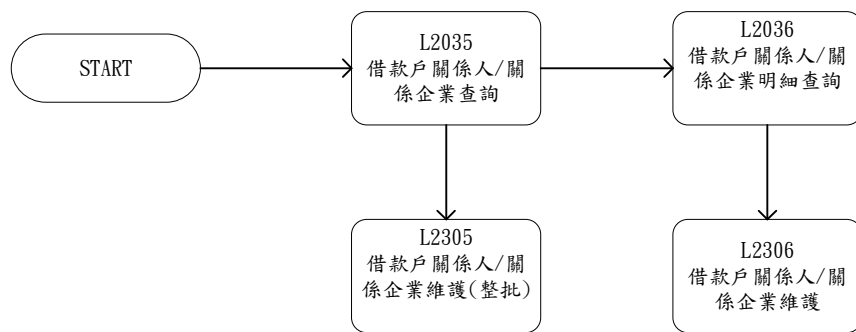 START
L2035
借款戶關係人/關
係企業查詢
L2036
借款戶關係人/關
係企業明細查詢
L2305
借款戶關係人/關
係企業維護(整批)
L2306
借款戶關係人/關
係企業維護